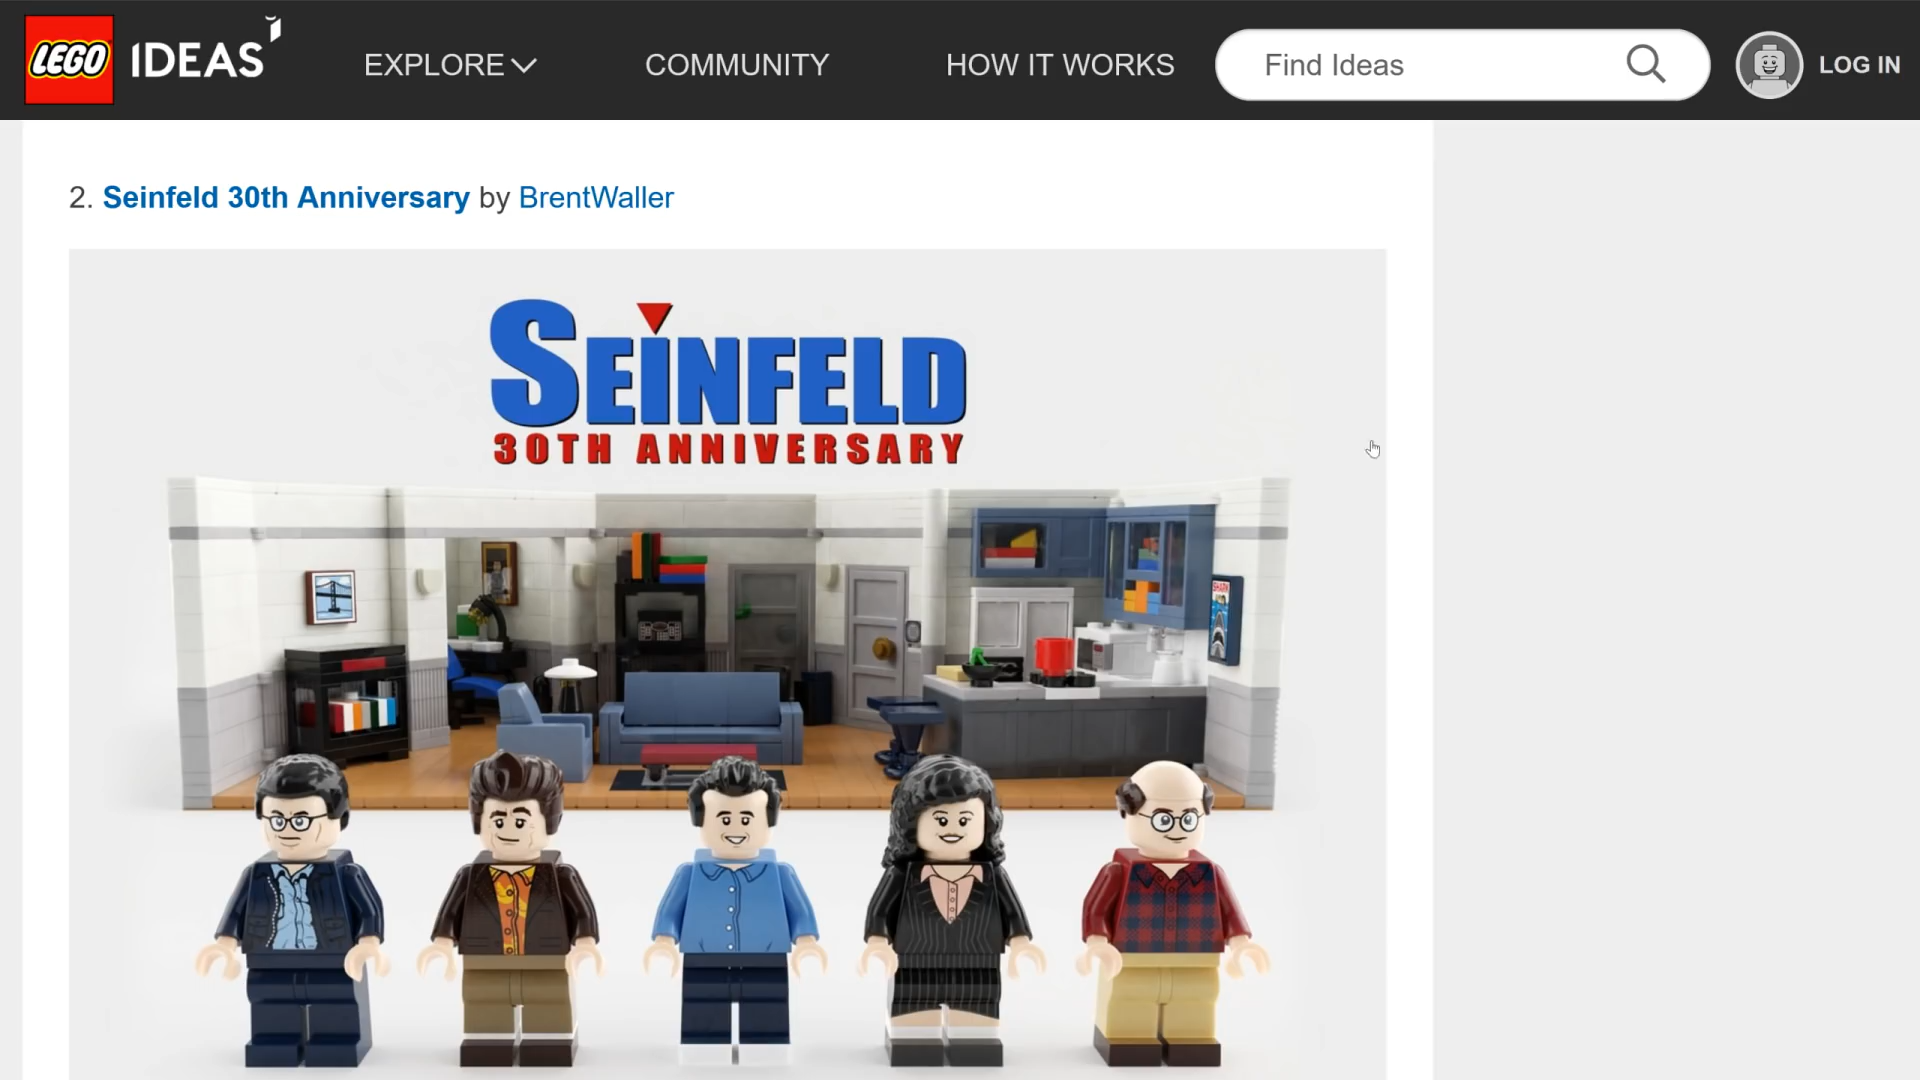 LEGO IDEAS EXPLORE COMMUNITY HOW IT WORKS Find Ideas LOG IN
2. Seinfeld 30th Anniversary by BrentWaller
SEINFELD
30TH ANNIVERSARY
SHARK